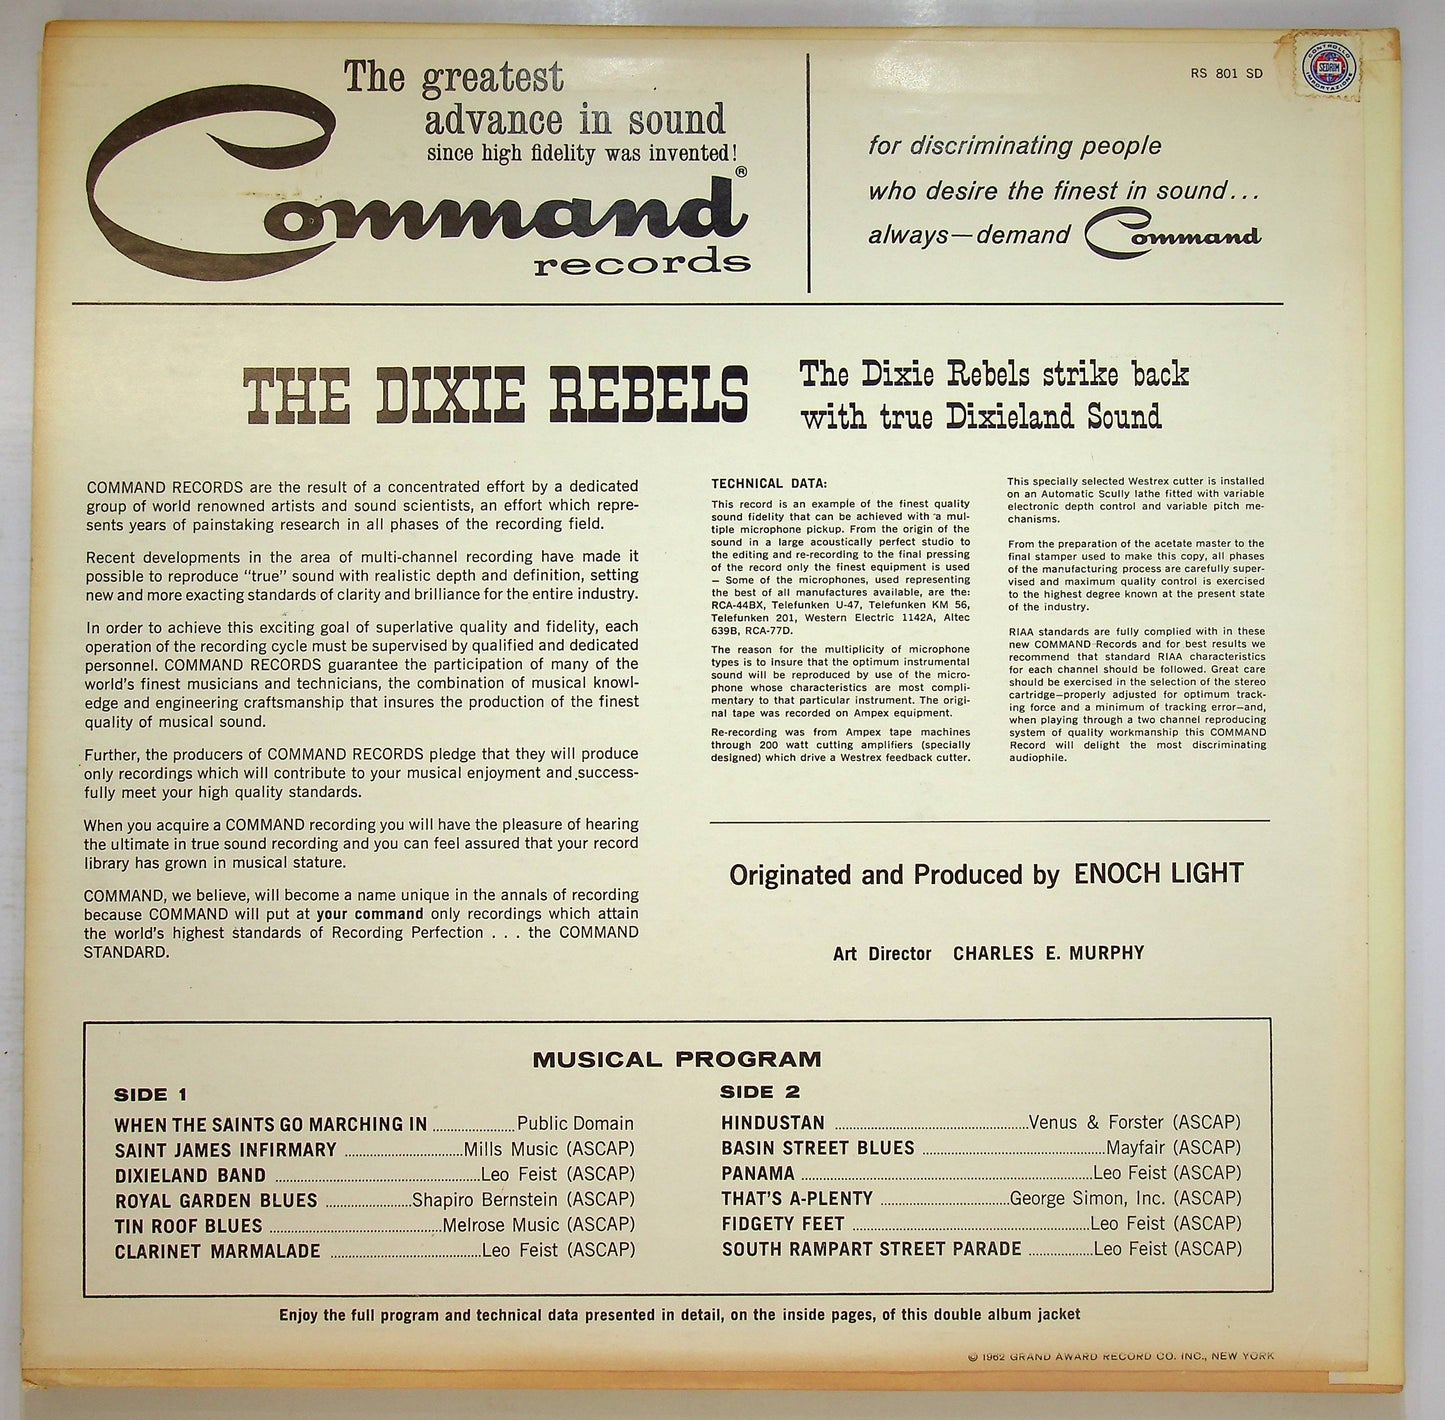 The greatest
advance in sound
since high fidelity was invented!
Command®
records
RS 801 SD
CONTROLLO
SEDRIM
IMPORTAZIONE
for discriminating people
who desire the finest in sound...
always—demand Command
THE DIXIE REBELS
The Dixie Rebels strike back
with true Dixieland Sound
COMMAND RECORDS are the result of a concentrated effort by a dedicated
group of world renowned artists and sound scientists, an effort which repre-
sents years of painstaking research in all phases of the recording field.
Recent developments in the area of multi-channel recording have made it
possible to reproduce "true" sound with realistic depth and definition, setting
new and more exacting standards of clarity and brilliance for the entire industry.
In order to achieve this exciting goal of superlative quality and fidelity, each
operation of the recording cycle must be supervised by qualified and dedicated
personnel. COMMAND RECORDS guarantee the participation of many of the
world's finest musicians and technicians, the combination of musical knowl-
edge and engineering craftsmanship that insures the production of the finest
quality of musical sound.
Further, the producers of COMMAND RECORDS pledge that they will produce
only recordings which will contribute to your musical enjoyment and success-
fully meet your high quality standards.
When you acquire a COMMAND recording you will have the pleasure of hearing
the ultimate in true sound recording and you can feel assured that your record
library has grown in musical stature.
COMMAND, we believe, will become a name unique in the annals of recording
because COMMAND will put at your command only recordings which attain
the world's highest standards of Recording Perfection . . . the COMMAND
STANDARD.
TECHNICAL DATA:
This record is an example of the finest quality
sound fidelity that can be achieved with a mul-
tiple microphone pickup. From the origin of the
sound in a large acoustically perfect studio to
the editing and re-recording to the final pressing
of the record only the finest equipment is used
— Some of the microphones, used representing
the best of all manufactures available, are the:
RCA-44BX, Telefunken U-47, Telefunken KM 56,
Telefunken 201, Western Electric 1142A, Altec
639B, RCA-77D.
The reason for the multiplicity of microphone
types is to insure that the optimum instrumental
sound will be reproduced by use of the micro-
phone whose characteristics are most compli-
mentary to that particular instrument. The origi-
nal tape was recorded on Ampex equipment.
Re-recording was from Ampex tape machines
through 200 watt cutting amplifiers (specially
designed) which drive a Westrex feedback cutter.
This specially selected Westrex cutter is installed
on an Automatic Scully lathe fitted with variable
electronic depth control and variable pitch me-
chanisms.
From the preparation of the acetate master to the
final stamper used to make this copy, all phases
of the manufacturing process are carefully super-
vised and maximum quality control is exercised
to the highest degree known at the present state
of the industry.
RIAA standards are fully complied with in these
new COMMAND Records and for best results we
recommend that standard RIAA characteristics
for each channel should be followed. Great care
should be exercised in the selection of the stereo
cartridge—properly adjusted for optimum track-
ing force and a minimum of tracking error—and,
when playing through a two channel reproducing
system of quality workmanship this COMMAND
Record will delight the most discriminating
audiophile.
Originated and Produced by ENOCH LIGHT
Art Director CHARLES E. MURPHY
MUSICAL PROGRAM
SIDE 1
WHEN THE SAINTS GO MARCHING IN ..... Public Domain
SAINT JAMES INFIRMARY ..... Mills Music (ASCAP)
DIXIELAND BAND ..... Leo Feist (ASCAP)
ROYAL GARDEN BLUES ..... Shapiro Bernstein (ASCAP)
TIN ROOF BLUES ..... Melrose Music (ASCAP)
CLARINET MARMALADE ..... Leo Feist (ASCAP)
SIDE 2
HINDUSTAN ..... Venus & Forster (ASCAP)
BASIN STREET BLUES ..... Mayfair (ASCAP)
PANAMA ..... Leo Feist (ASCAP)
THAT'S A-PLENTY ..... George Simon, Inc. (ASCAP)
FIDGETY FEET ..... Leo Feist (ASCAP)
SOUTH RAMPART STREET PARADE ..... Leo Feist (ASCAP)
Enjoy the full program and technical data presented in detail, on the inside pages, of this double album jacket
© 1962 GRAND AWARD RECORD CO. INC., NEW YORK